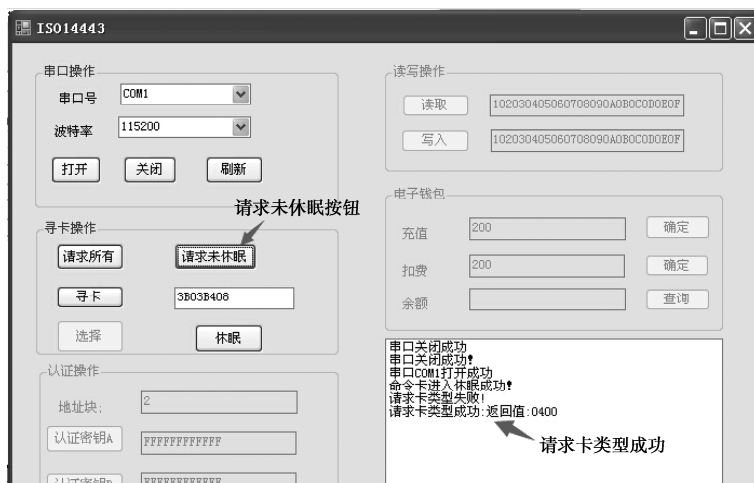 ISO14443
串口操作
串口号 COM1
波特率 115200
打开 关闭 刷新
请求未休眠按钮
寻卡操作
请求所有 请求未休眠
寻卡 3B03B408
选择 休眠
认证操作
地址块: 2
认证密钥A FFFFFFFFFFFF
认证密钥B FFFFFFFFFFFF
读写操作
读取 102030405060708090A0B0C0D0E0F
写入 102030405060708090A0B0C0D0E0F
电子钱包
充值 200 确定
扣费 200 确定
余额 查询
串口关闭成功
串口关闭成功!
串口COM1打开成功
命令卡进入休眠成功!
请求卡类型失败!
请求卡类型成功:返回值:0400
请求卡类型成功